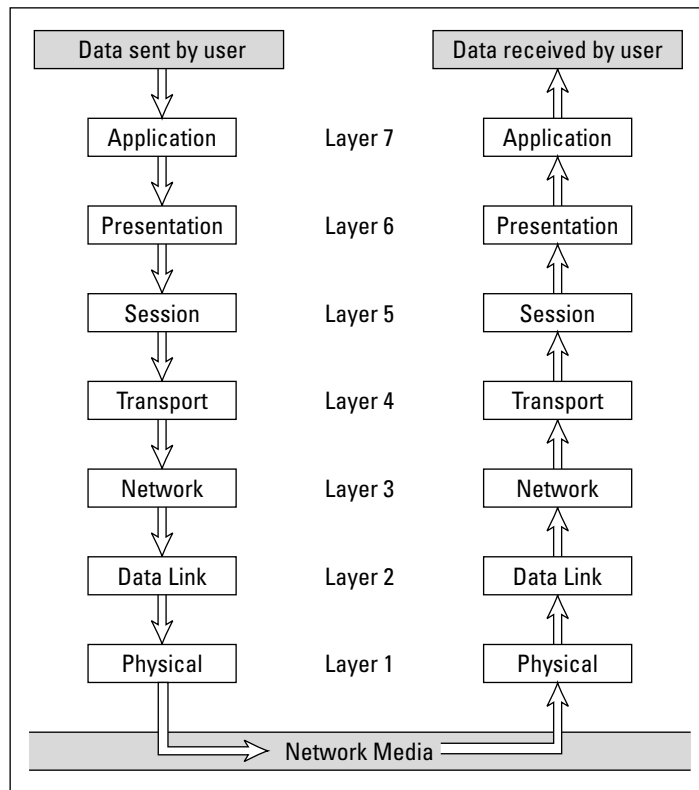 Data sent by user Data received by user
Application Layer 7 Application
Presentation Layer 6 Presentation
Session Layer 5 Session
Transport Layer 4 Transport
Network Layer 3 Network
Data Link Layer 2 Data Link
Physical Layer 1 Physical
Network Media